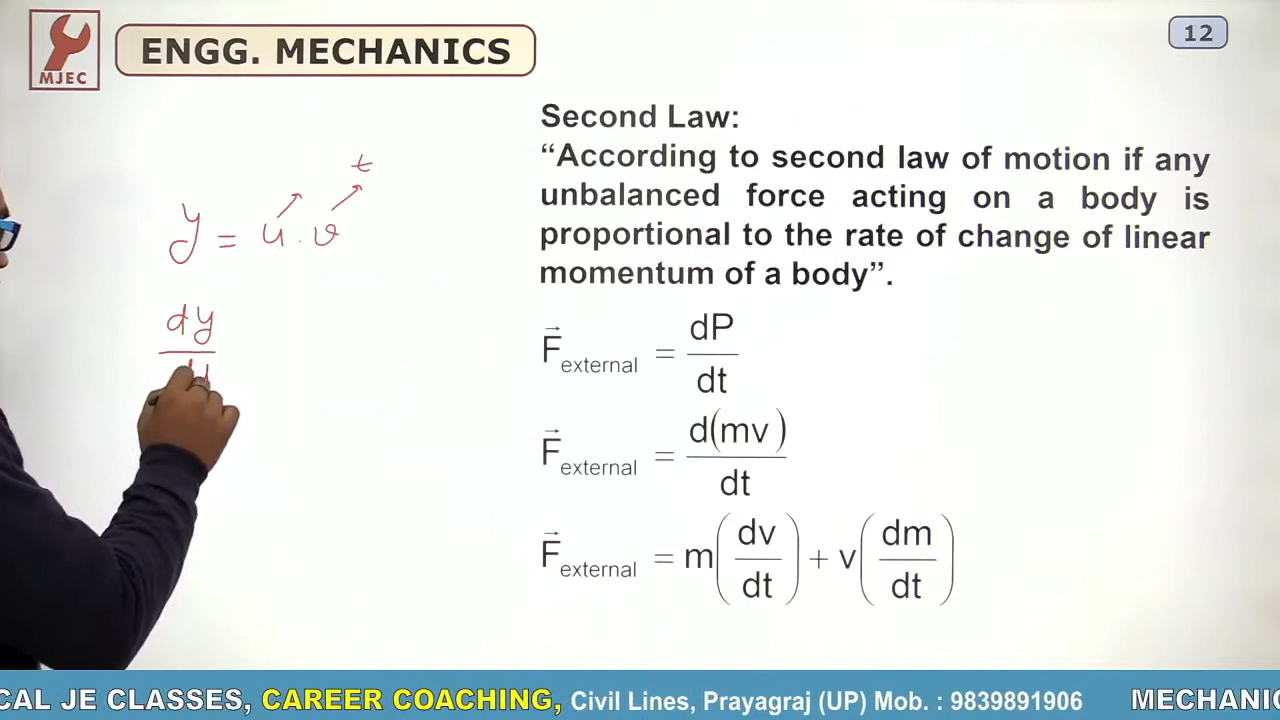 MJEC
ENGG. MECHANICS
12
t
y = u . v
dy
Second Law:
“According to second law of motion if any
unbalanced force acting on a body is
proportional to the rate of change of linear
momentum of a body”.
F⃗external = dP/dt
F⃗external = d(mv)/dt
F⃗external = m(dv/dt) + v(dm/dt)
CAL JE CLASSES, CAREER COACHING, Civil Lines, Prayagraj (UP) Mob. : 9839891906 MECHANIC